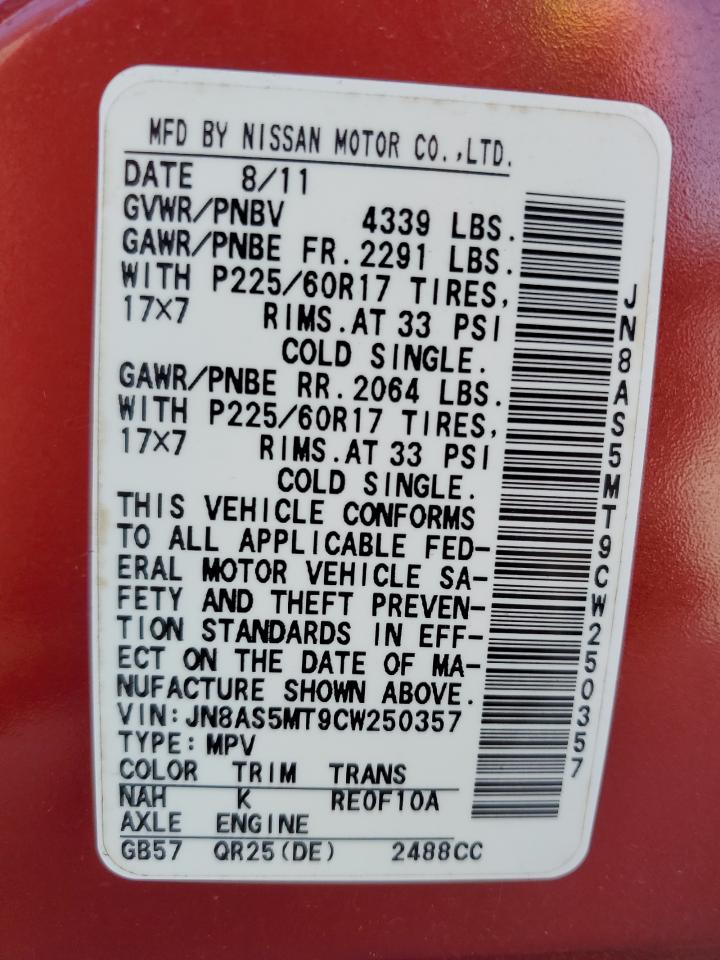 MFD BY NISSAN MOTOR CO.,LTD.
DATE 8/11
GVWR/PNBV 4339 LBS.
GAWR/PNBE FR.2291 LBS.
WITH P225/60R17 TIRES,
17×7 RIMS.AT 33 PSI
COLD SINGLE.
GAWR/PNBE RR.2064 LBS.
WITH P225/60R17 TIRES,
17×7 RIMS.AT 33 PSI
COLD SINGLE.
THIS VEHICLE CONFORMS
TO ALL APPLICABLE FED-
ERAL MOTOR VEHICLE SA-
FETY AND THEFT PREVEN-
TION STANDARDS IN EFF-
ECT ON THE DATE OF MA-
NUFACTURE SHOWN ABOVE.
VIN:JN8AS5MT9CW250357
TYPE:MPV
COLOR TRIM TRANS
NAH K RE0F10A
AXLE ENGINE
GB57 QR25(DE) 2488CC
JN8AS5MT9CW250357